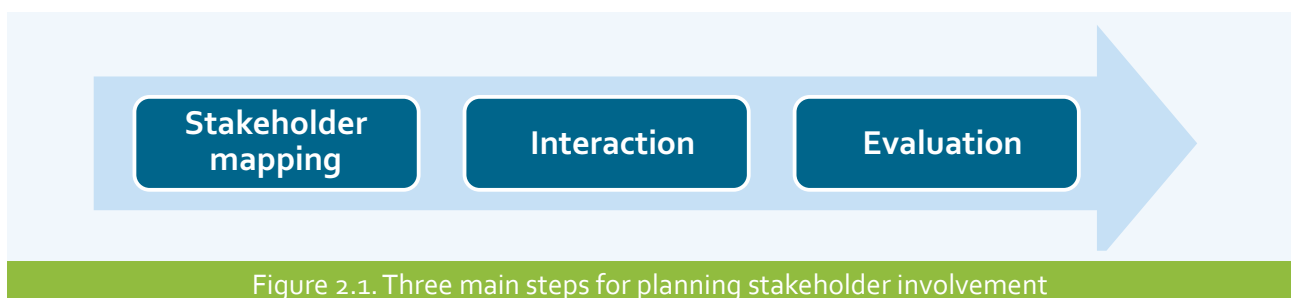 Stakeholder
mapping
Interaction
Evaluation
Figure 2.1. Three main steps for planning stakeholder involvement